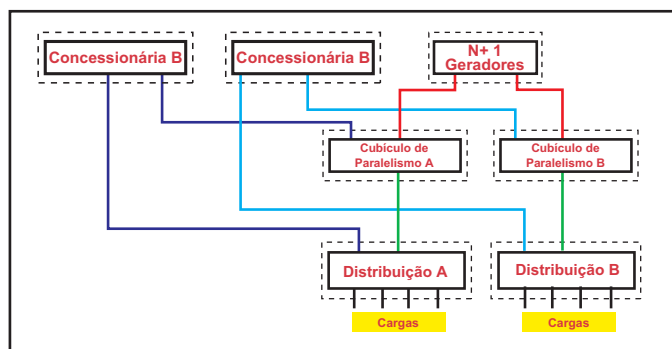 Concessionária B
Concessionária B
N+ 1
Geradores
Cubículo de
Paralelismo A
Cubículo de
Paralelismo B
Distribuição A
Distribuição B
Cargas
Cargas